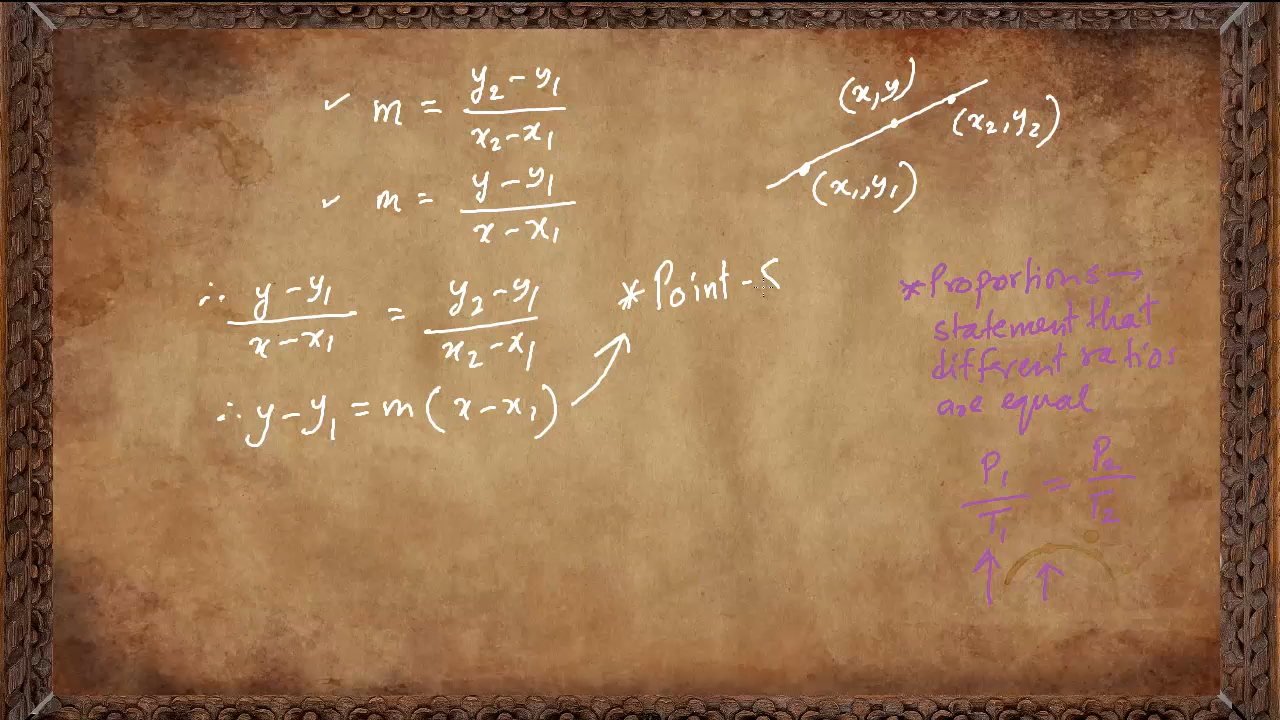 ✓ m = (y₂ − y₁)/(x₂ − x₁)
(x, y)
(x₂, y₂)
(x₁, y₁)
✓ m = (y − y₁)/(x − x₁)
∴ (y − y₁)/(x − x₁) = (y₂ − y₁)/(x₂ − x₁)
* Point - S
∴ y − y₁ = m(x − x₁)
* Proportions →
statement that
different ratios
are equal
P₁/T₁ = P₂/T₂